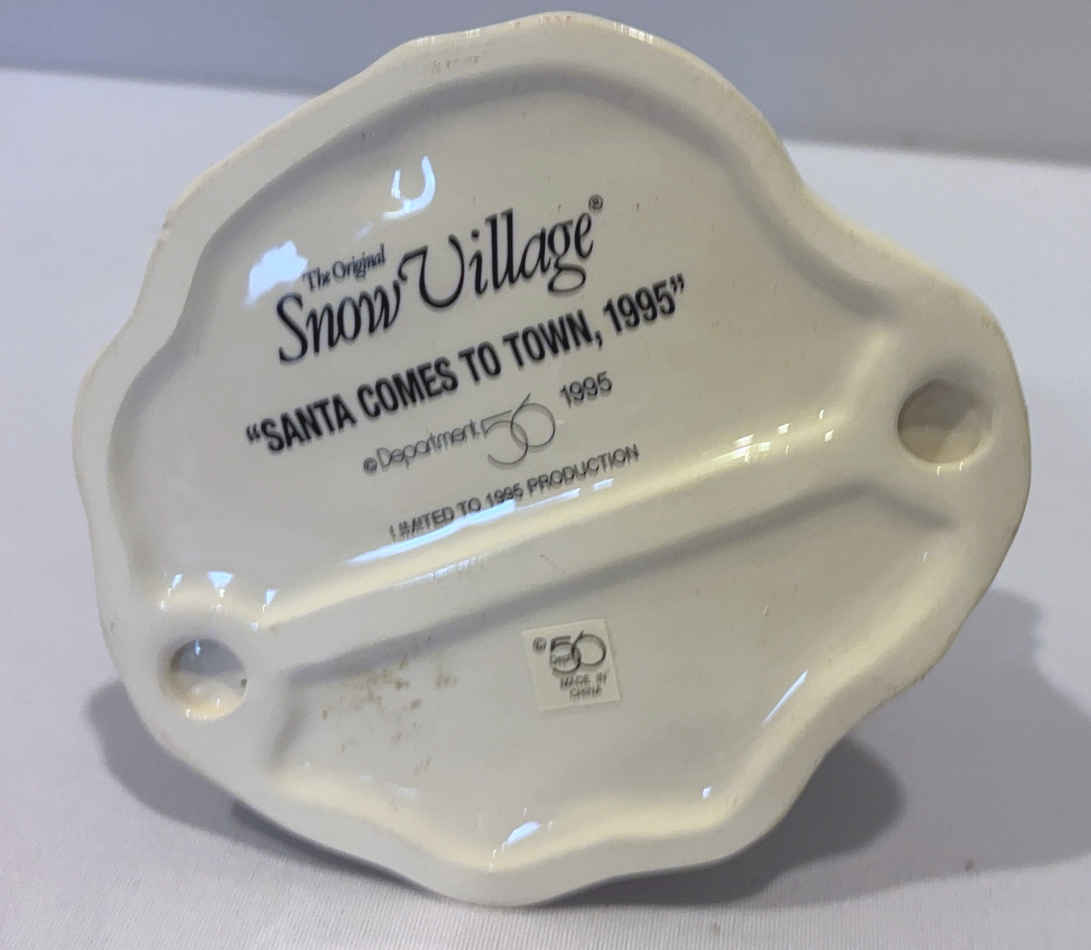 The Original
Snow Village®
“SANTA COMES TO TOWN, 1995”
©Department 56 1995
LIMITED TO 1995 PRODUCTION
© Dept 56
MADE IN
CHINA